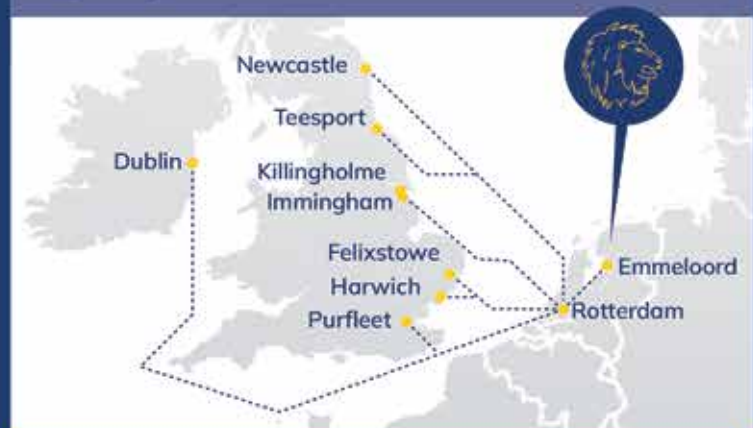 Newcastle
Teesport
Dublin
Killingholme
Immingham
Felixstowe
Harwich
Purfleet
Emmeloord
Rotterdam